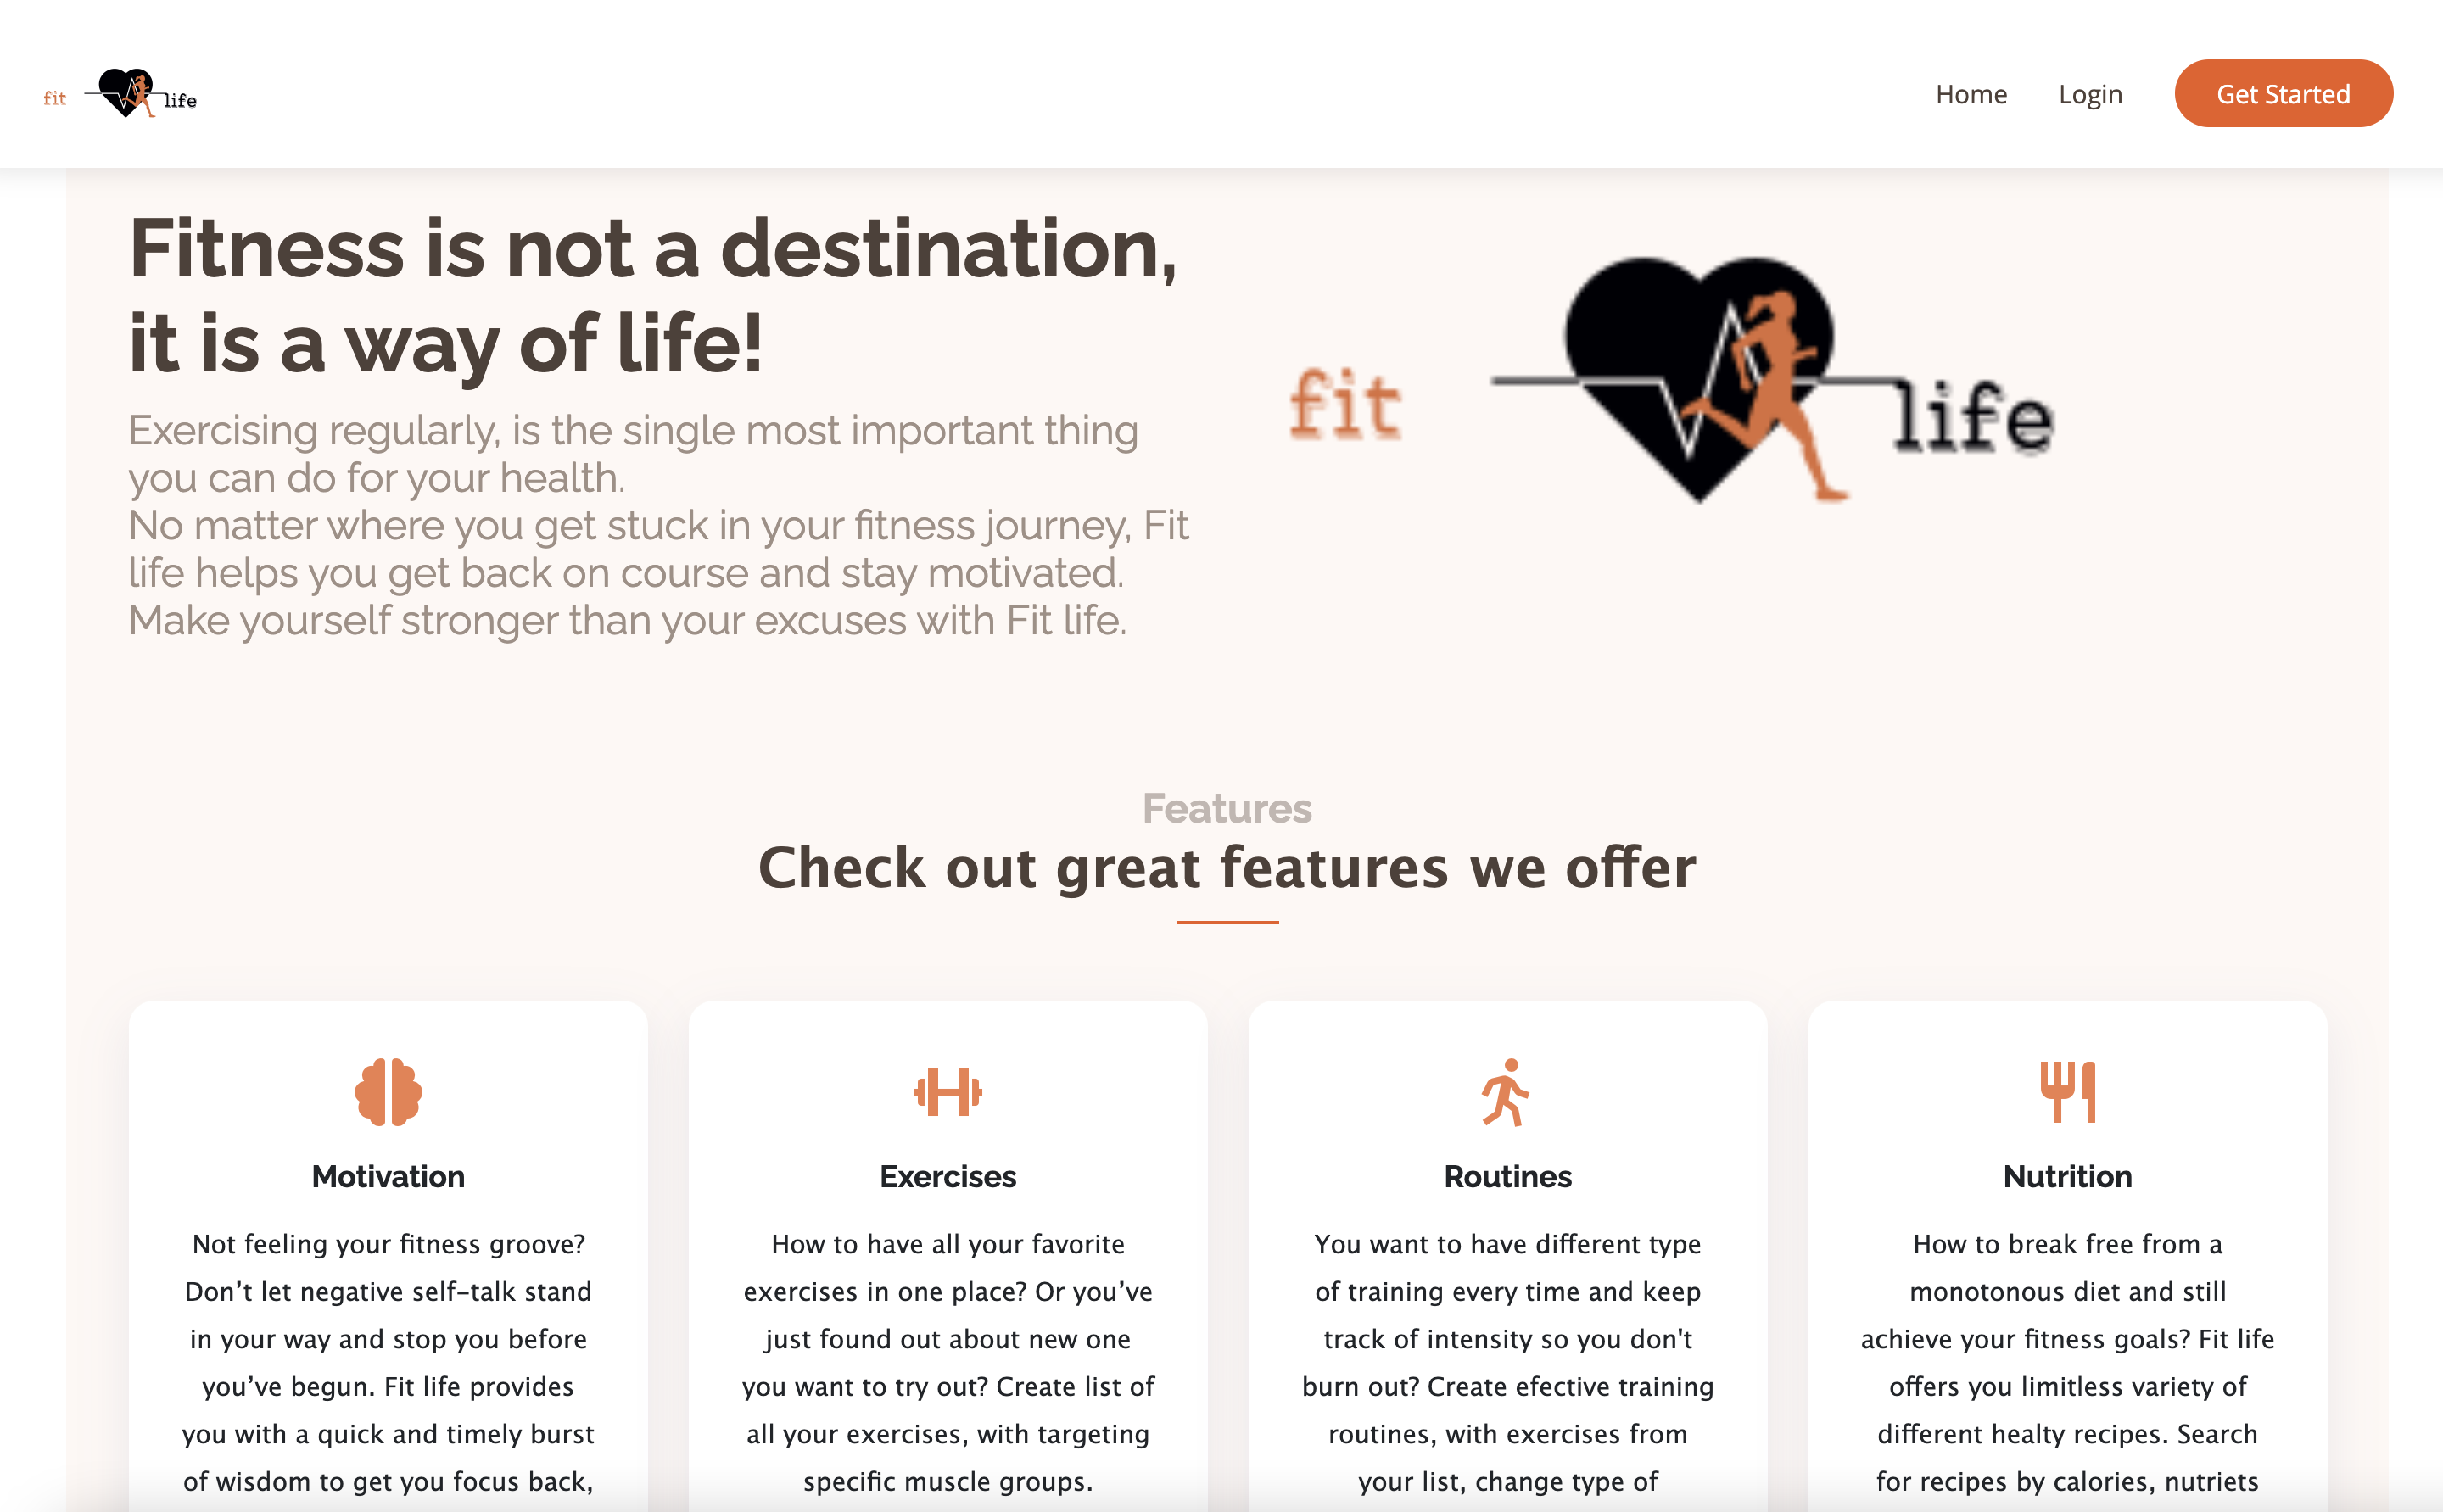 fit life
Home
Login
Get Started
Fitness is not a destination,
it is a way of life!
Exercising regularly, is the single most important thing
you can do for your health.
No matter where you get stuck in your fitness journey, Fit
life helps you get back on course and stay motivated.
Make yourself stronger than your excuses with Fit life.
fit life
Features
Check out great features we offer
Motivation
Not feeling your fitness groove?
Don’t let negative self-talk stand
in your way and stop you before
you’ve begun. Fit life provides
you with a quick and timely burst
of wisdom to get you focus back,
Exercises
How to have all your favorite
exercises in one place? Or you’ve
just found out about new one
you want to try out? Create list of
all your exercises, with targeting
specific muscle groups.
Routines
You want to have different type
of training every time and keep
track of intensity so you don't
burn out? Create efective training
routines, with exercises from
your list, change type of
Nutrition
How to break free from a
monotonous diet and still
achieve your fitness goals? Fit life
offers you limitless variety of
different healty recipes. Search
for recipes by calories, nutriets